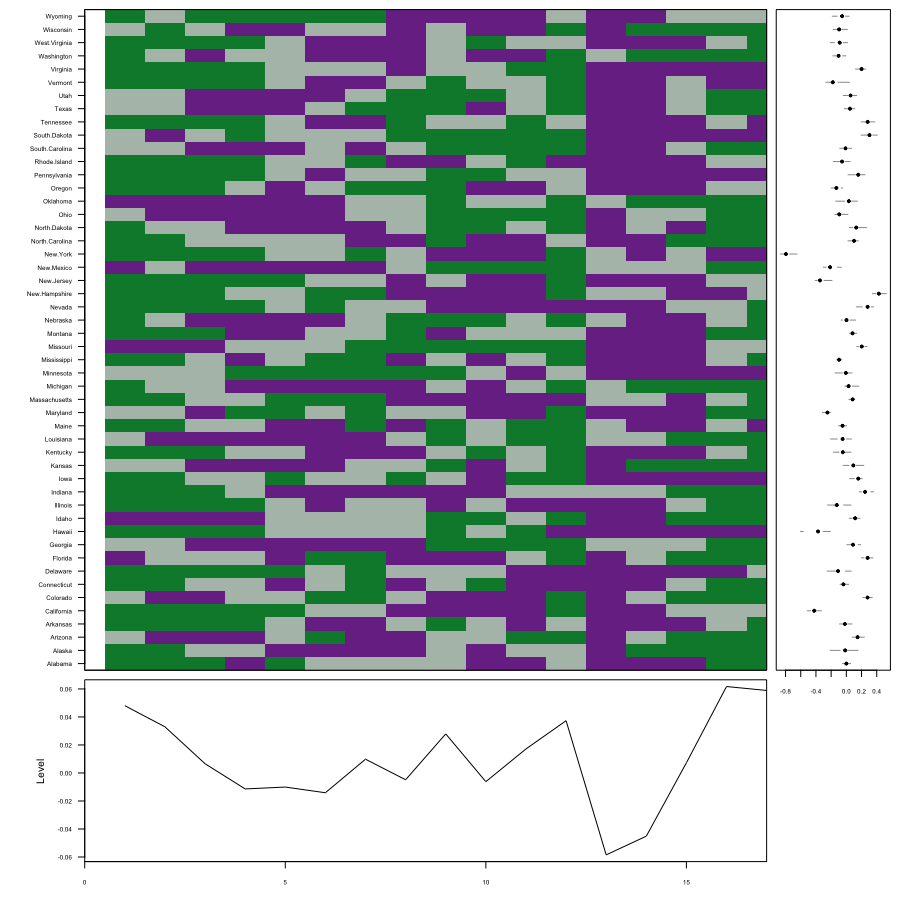 Wyoming
Wisconsin
West.Virginia
Washington
Virginia
Vermont
Utah
Texas
Tennessee
South.Dakota
South.Carolina
Rhode.Island
Pennsylvania
Oregon
Oklahoma
Ohio
North.Dakota
North.Carolina
New.York
New.Mexico
New.Jersey
New.Hampshire
Nevada
Nebraska
Montana
Missouri
Mississippi
Minnesota
Michigan
Massachusetts
Maryland
Maine
Louisiana
Kentucky
Kansas
Iowa
Indiana
Illinois
Idaho
Hawaii
Georgia
Florida
Delaware
Connecticut
Colorado
California
Arkansas
Arizona
Alaska
Alabama
-0.8 -0.4 0.0 0.2 0.4
0.06
0.04
0.02
0.00
-0.02
-0.04
-0.06
Level
0 5 10 15